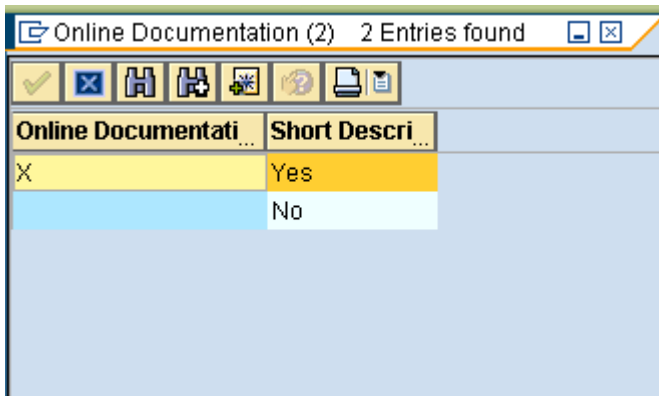 Online Documentation (2) 2 Entries found
Online Documentati... Short Descri...
X Yes
No